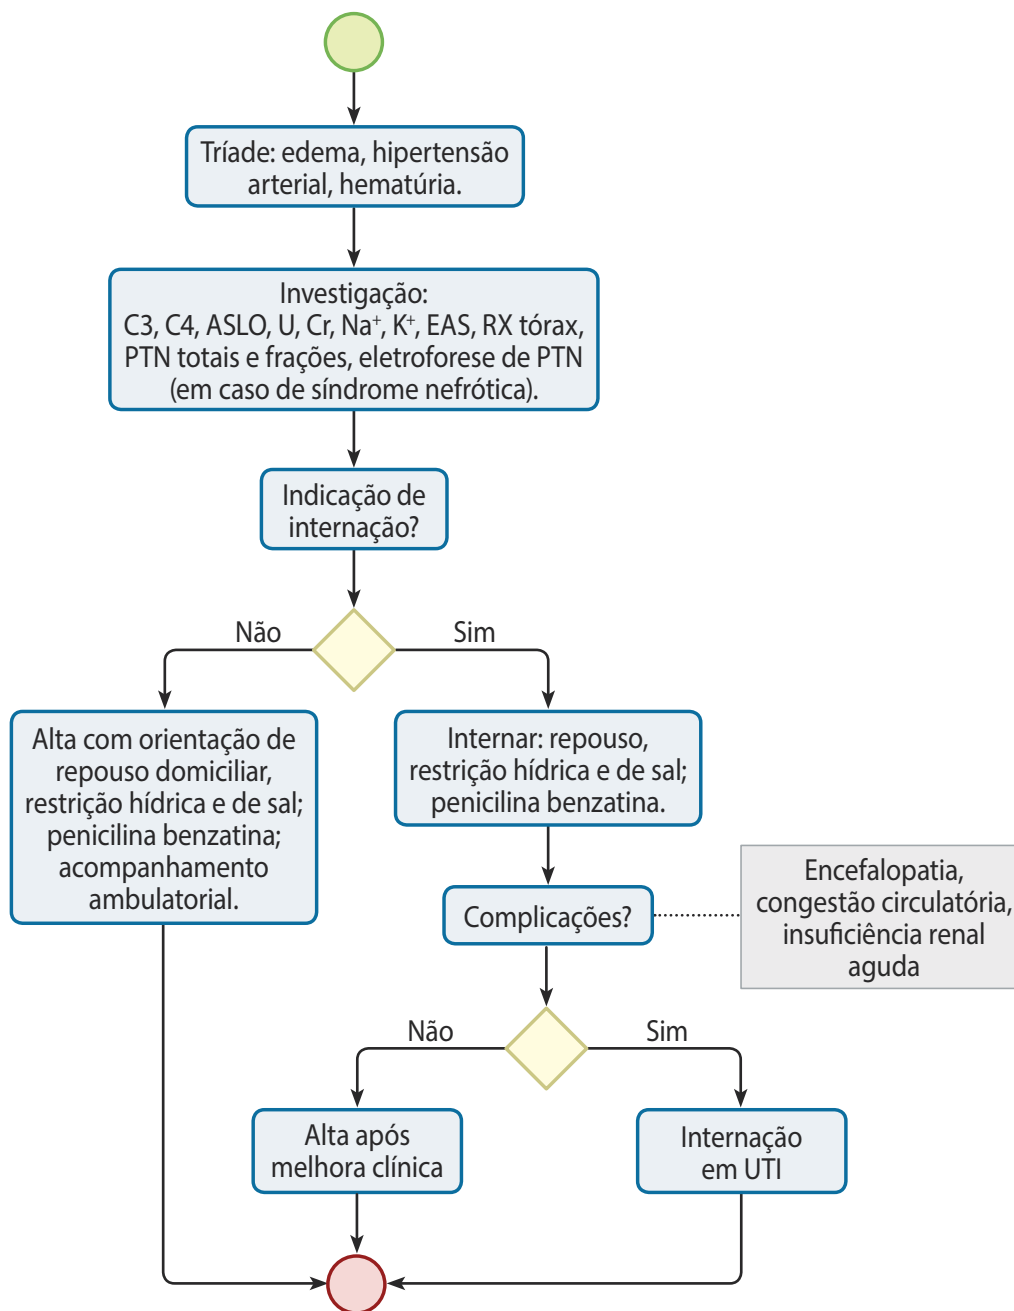 Tríade: edema, hipertensão
arterial, hematúria.
Investigação:
C3, C4, ASLO, U, Cr, Na⁺, K⁺, EAS, RX tórax,
PTN totais e frações, eletroforese de PTN
(em caso de síndrome nefrótica).
Indicação de
internação?
Não
Sim
Alta com orientação de
repouso domiciliar,
restrição hídrica e de sal;
penicilina benzatina;
acompanhamento
ambulatorial.
Internar: repouso,
restrição hídrica e de sal;
penicilina benzatina.
Complicações?
Encefalopatia,
congestão circulatória,
insuficiência renal
aguda
Não
Sim
Alta após
melhora clínica
Internação
em UTI